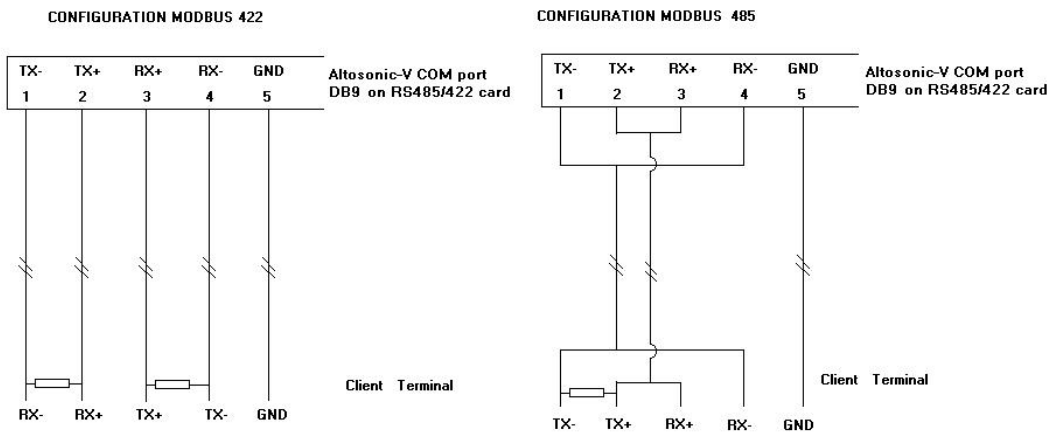 CONFIGURATION MODBUS 422
TX- TX+ RX+ RX- GND
1 2 3 4 5
Altosonic-V COM port
DB9 on RS485/422 card
Client Terminal
RX- RX+ TX+ TX- GND
CONFIGURATION MODBUS 485
TX- TX+ RX+ RX- GND
1 2 3 4 5
Altosonic-V COM port
DB9 on RS485/422 card
Client Terminal
TX- TX+ RX+ RX- GND